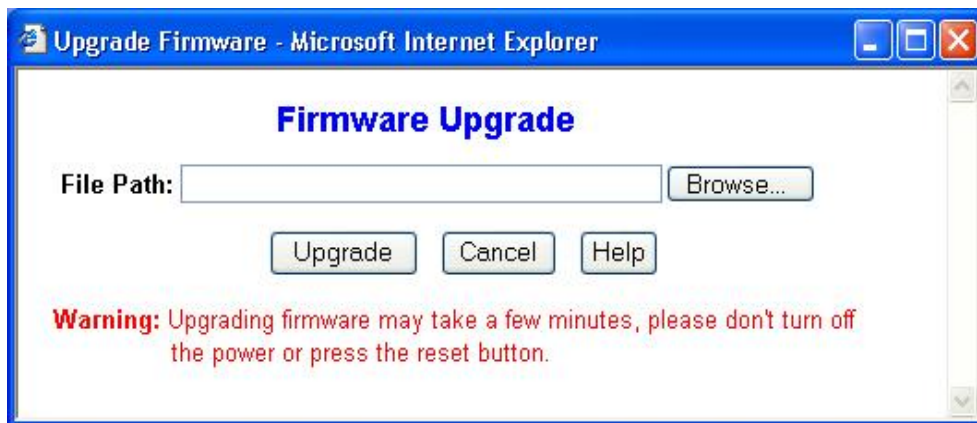 Upgrade Firmware - Microsoft Internet Explorer
Firmware Upgrade
File Path: Browse...
Upgrade Cancel Help
Warning: Upgrading firmware may take a few minutes, please don't turn off
the power or press the reset button.